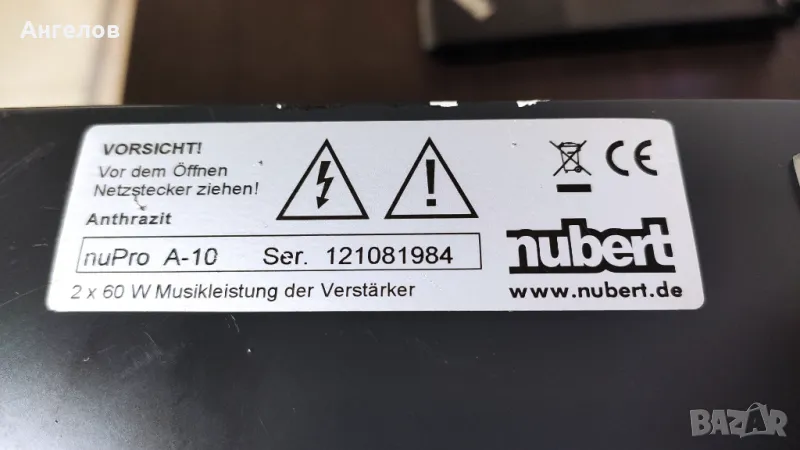 Ангелов
VORSICHT!
Vor dem Öffnen
Netzstecker ziehen!
Anthrazit
nuPro A-10 Ser. 121081984
2 x 60 W Musikleistung der Verstärker
CE
nubert
www.nubert.de
BAZAR